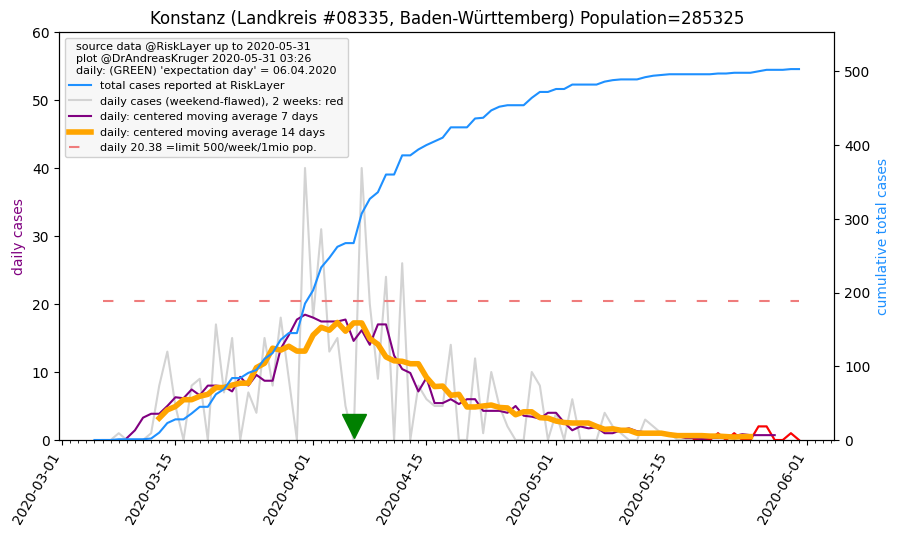 Konstanz (Landkreis #08335, Baden-Württemberg) Population=285325
source data @RiskLayer up to 2020-05-31
plot @DrAndreasKruger 2020-05-31 03:26
daily: (GREEN) 'expectation day' = 06.04.2020
total cases reported at RiskLayer
daily cases (weekend-flawed), 2 weeks: red
daily: centered moving average 7 days
daily: centered moving average 14 days
daily 20.38 =limit 500/week/1mio pop.
daily cases
60
50
40
30
20
10
0
500
400
300
200
100
0
cumulative total cases
2020-03-01
2020-03-15
2020-04-01
2020-04-15
2020-05-01
2020-05-15
2020-06-01